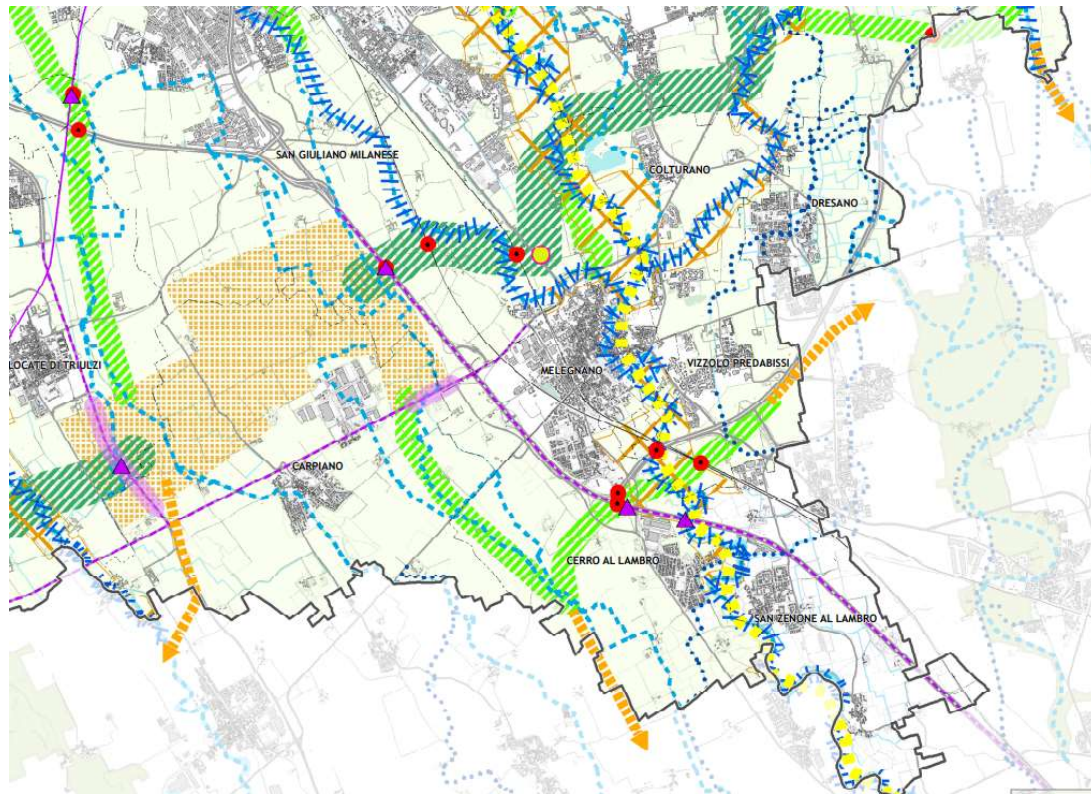 SAN GIULIANO MILANESE
COLTURANO
DRESANO
LOCATE DI TRIULZI
MELEGNANO
VIZZOLO PREDABISSI
CARPIANO
CERRO AL LAMBRO
SAN ZENONE AL LAMBRO